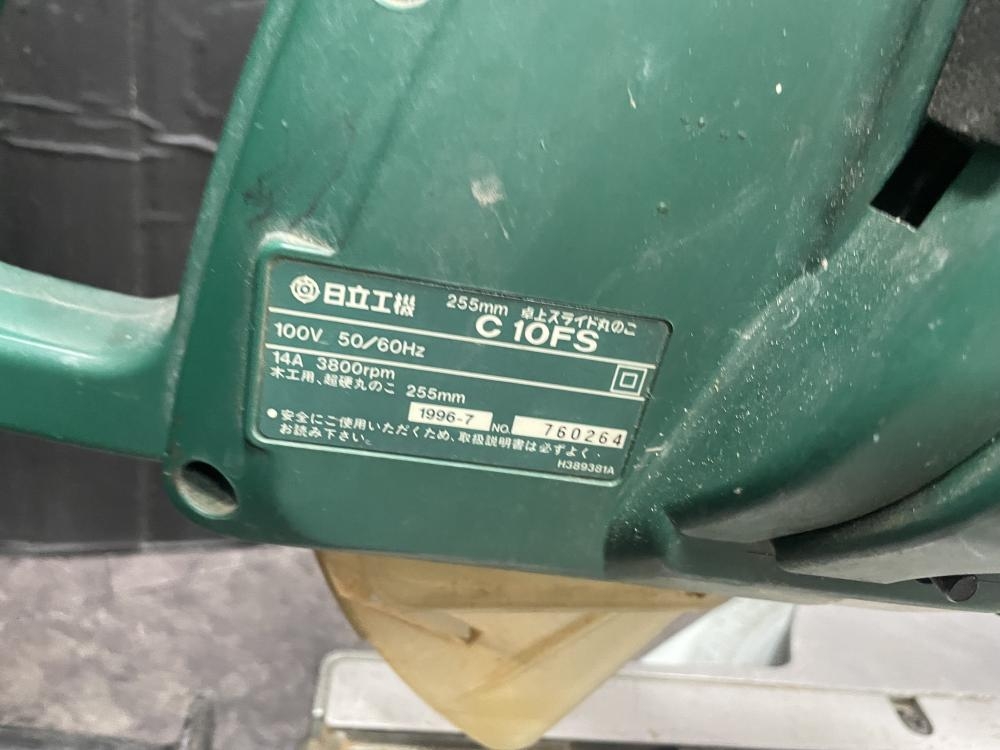 日立工機 255mm 卓上スライド丸のこ
C 10FS
100V 50/60Hz
14A 3800rpm
木工用、超硬丸のこ 255mm
1996-7 NO. 760264
●安全にご使用いただくため、取扱説明書は必ずよく
お読み下さい。
H389381A